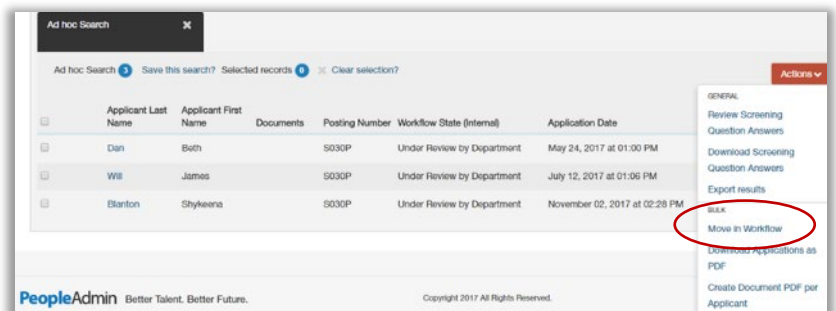 Ad hoc Search ×
Ad hoc Search 3 Save this search? Selected records 0 × Clear selection?
Actions
Applicant Last Name Applicant First Name Documents Posting Number Workflow State (Internal) Application Date
Dan Beth S030P Under Review by Department May 24, 2017 at 01:00 PM
Will James S030P Under Review by Department July 12, 2017 at 01:06 PM
Blanton Shykeena S030P Under Review by Department November 02, 2017 at 02:28 PM
GENERAL
Review Screening
Question Answers
Download Screening
Question Answers
Export results
BULK
Move in Workflow
Download Applications as
PDF
Create Document PDF per
Applicant
PeopleAdmin Better Talent. Better Future.
Copyright 2017 All Rights Reserved.